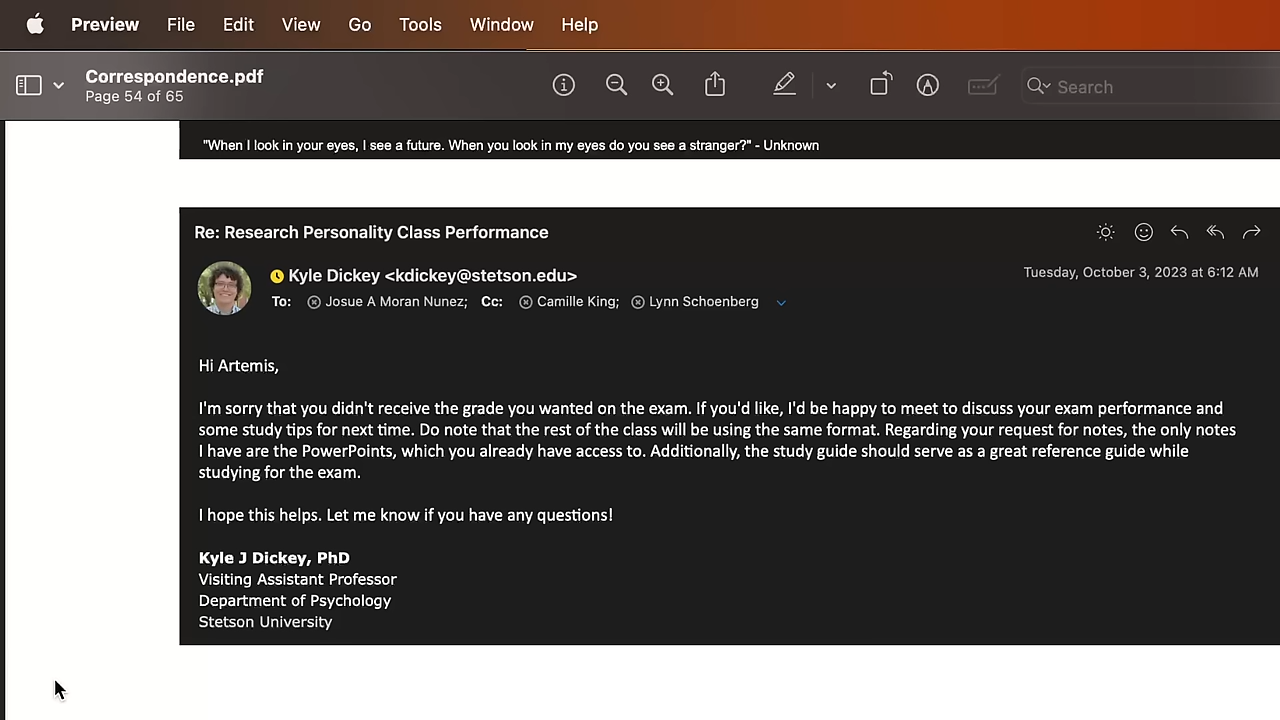 Preview File Edit View Go Tools Window Help
Correspondence.pdf
Page 54 of 65
Search
"When I look in your eyes, I see a future. When you look in my eyes do you see a stranger?" - Unknown
Re: Research Personality Class Performance
Kyle Dickey <kdickey@stetson.edu>
Tuesday, October 3, 2023 at 6:12 AM
To: Josue A Moran Nunez; Cc: Camille King; Lynn Schoenberg
Hi Artemis,
I'm sorry that you didn't receive the grade you wanted on the exam. If you'd like, I'd be happy to meet to discuss your exam performance and
some study tips for next time. Do note that the rest of the class will be using the same format. Regarding your request for notes, the only notes
I have are the PowerPoints, which you already have access to. Additionally, the study guide should serve as a great reference guide while
studying for the exam.
I hope this helps. Let me know if you have any questions!
Kyle J Dickey, PhD
Visiting Assistant Professor
Department of Psychology
Stetson University